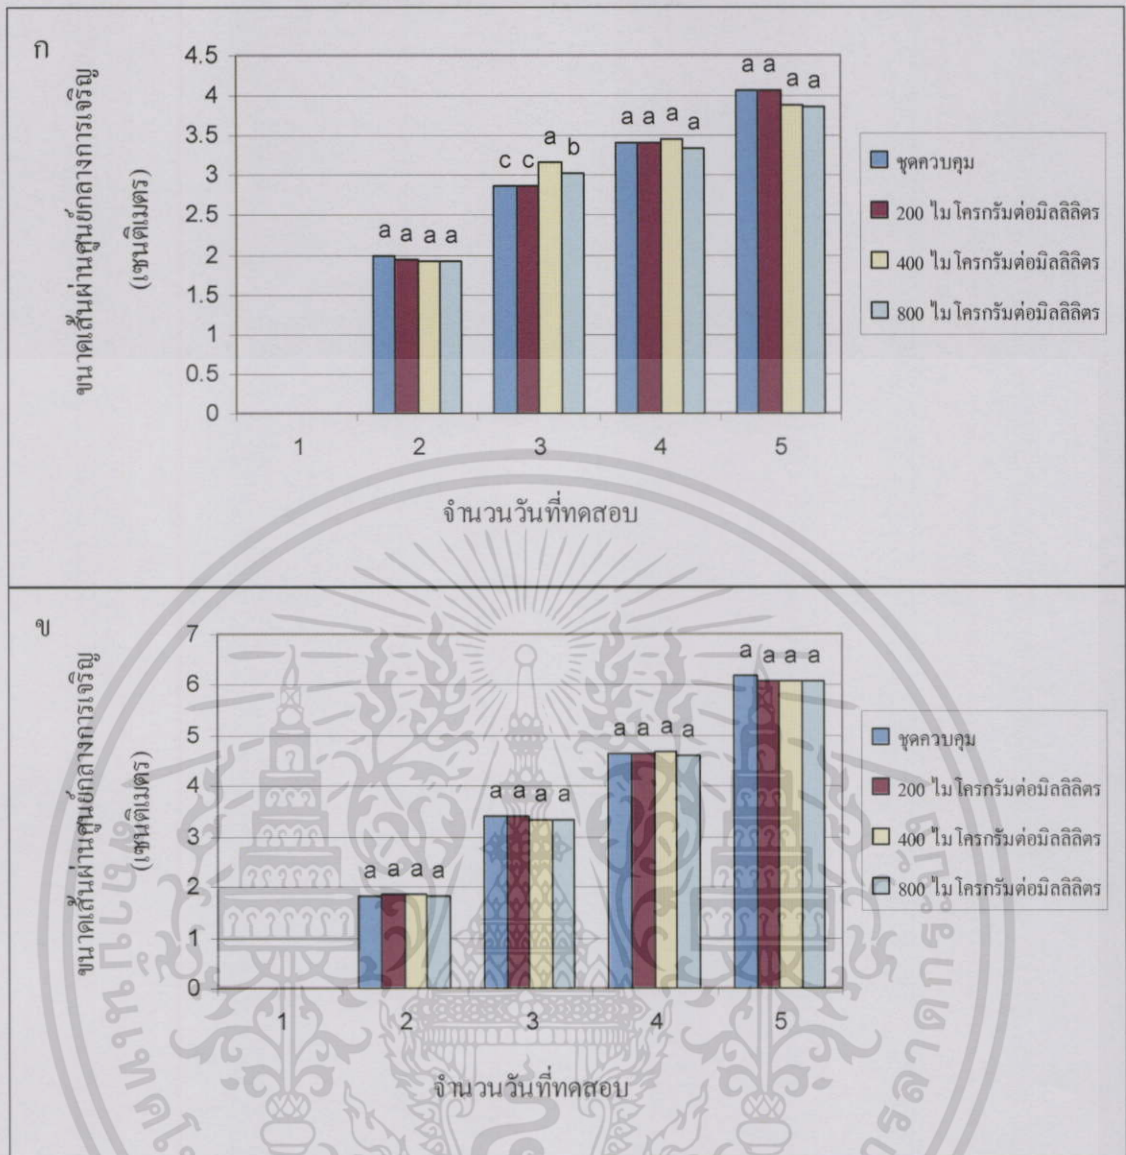 ก
ขนาดเส้นผ่านศูนย์กลางการเจริญ
(เซนติเมตร)
4.5
4
3.5
3
2.5
2
1.5
1
0.5
0
a a a a
c c a b
a a a a
a a a a
1 2 3 4 5
จำนวนวันที่ทดสอบ
ชุดควบคุม
200 ไมโครกรัมต่อมิลลิลิตร
400 ไมโครกรัมต่อมิลลิลิตร
800 ไมโครกรัมต่อมิลลิลิตร
ข
ขนาดเส้นผ่านศูนย์กลางการเจริญ
(เซนติเมตร)
7
6
5
4
3
2
1
0
a a a a
a a a a
a a a a
a a a a
1 2 3 4 5
จำนวนวันที่ทดสอบ
ชุดควบคุม
200 ไมโครกรัมต่อมิลลิลิตร
400 ไมโครกรัมต่อมิลลิลิตร
800 ไมโครกรัมต่อมิลลิลิตร